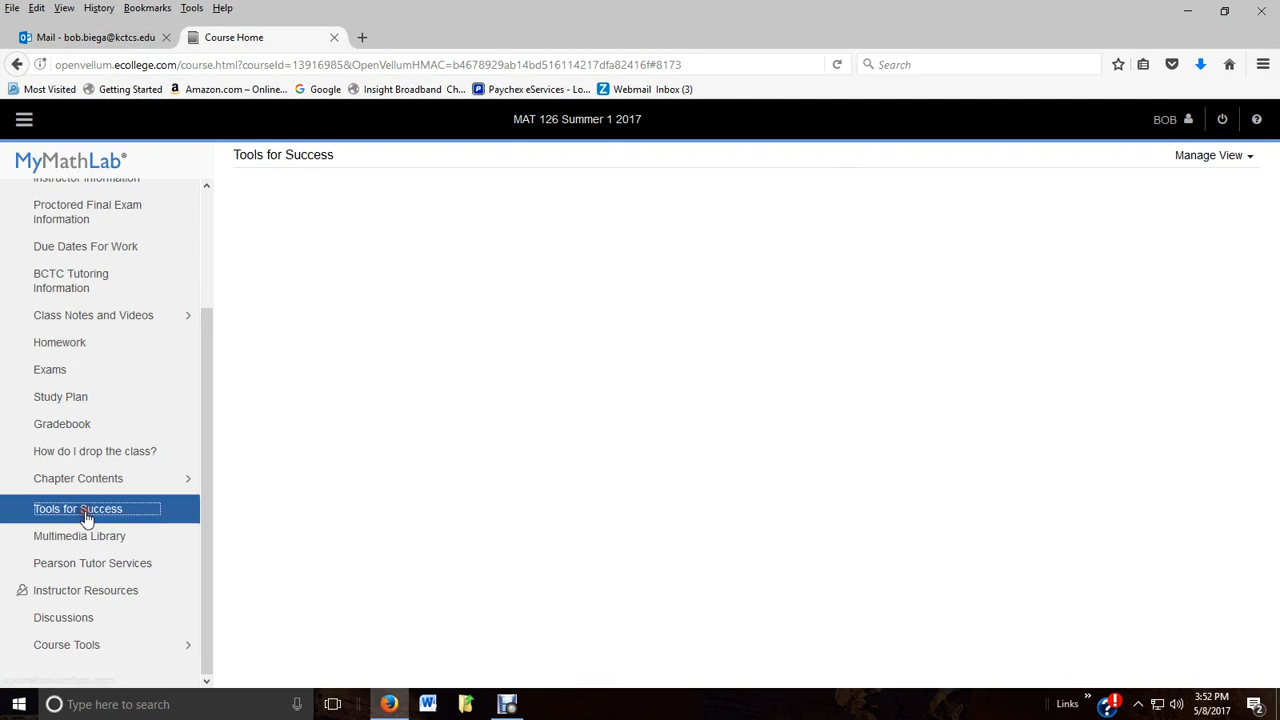 File Edit View History Bookmarks Tools Help
Mail - bob.biega@kctcs.edu
Course Home
openvellum.ecollege.com/course.html?courseId=13916985&OpenVellumHMAC=b4678929ab14bd516114217dfa82416f#8173
Search
Most Visited Getting Started Amazon.com – Online... Google Insight Broadband Ch... Paychex eServices - Lo... Webmail Inbox (3)
MAT 126 Summer 1 2017
BOB
MyMathLab®
Tools for Success
Manage View
Instructor Information
Proctored Final Exam
Information
Due Dates For Work
BCTC Tutoring
Information
Class Notes and Videos
Homework
Exams
Study Plan
Gradebook
How do I drop the class?
Chapter Contents
Tools for Success
Multimedia Library
Pearson Tutor Services
Instructor Resources
Discussions
Course Tools
Type here to search
Links
3:52 PM
5/8/2017
2